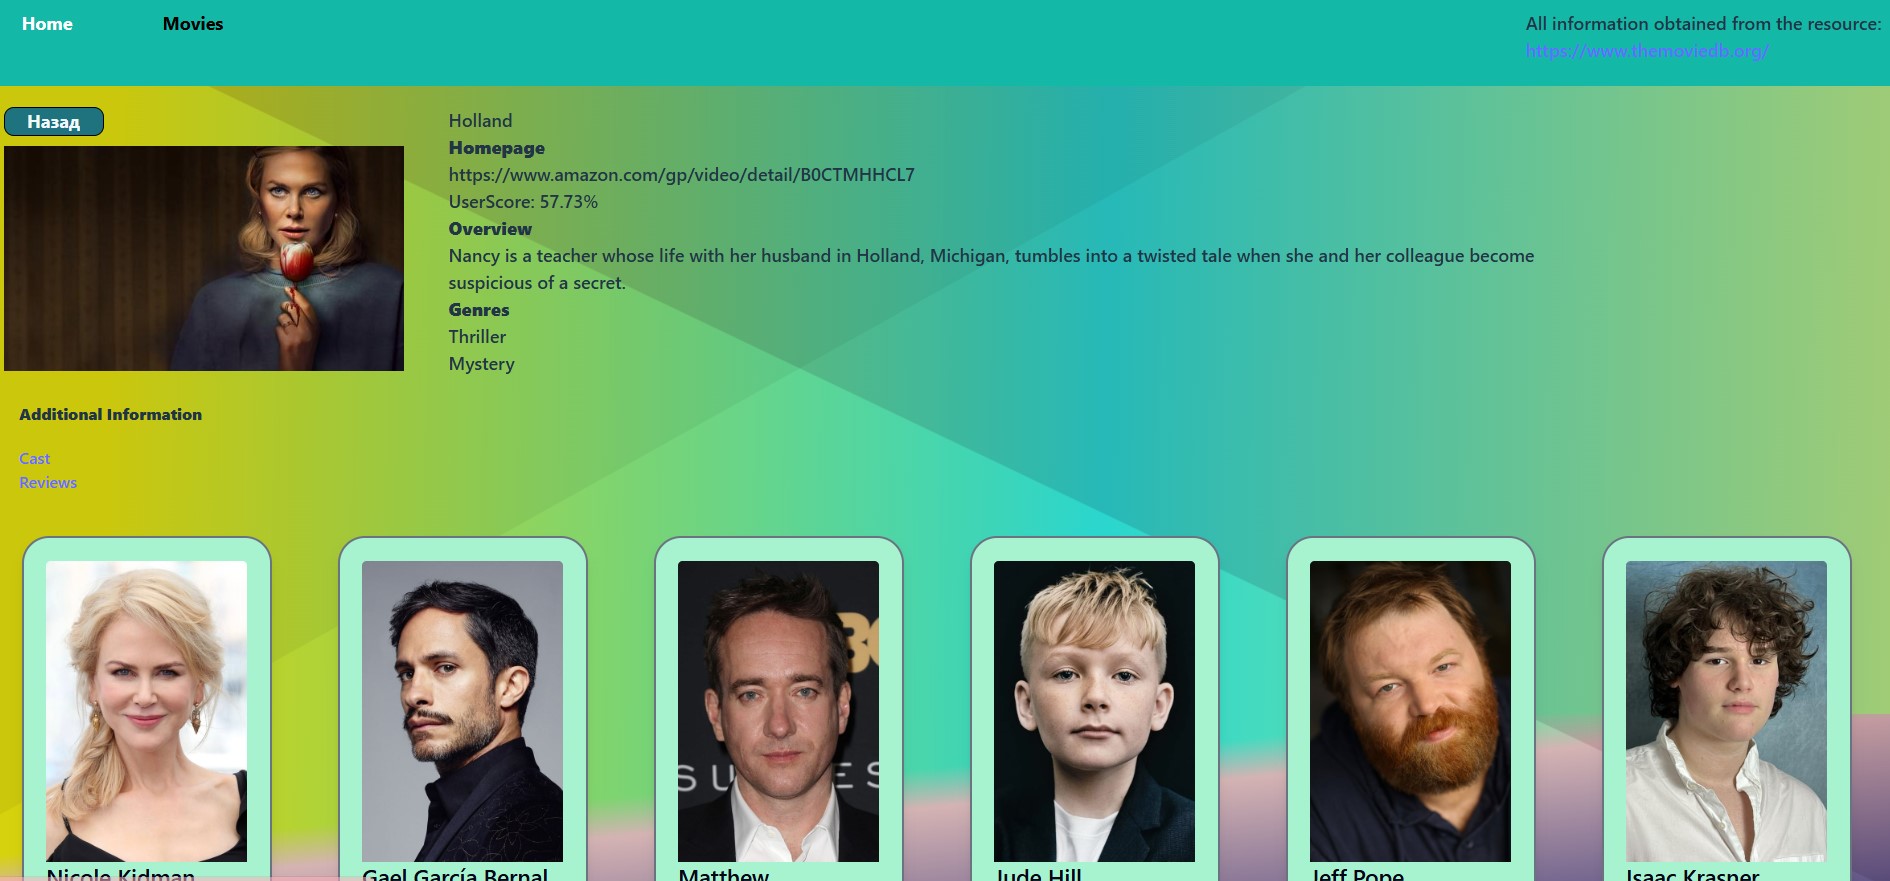 Home
Movies
All information obtained from the resource:
https://www.themoviedb.org/
Назад
Holland
Homepage
https://www.amazon.com/gp/video/detail/B0CTMHHCL7
UserScore: 57.73%
Overview
Nancy is a teacher whose life with her husband in Holland, Michigan, tumbles into a twisted tale when she and her colleague become
suspicious of a secret.
Genres
Thriller
Mystery
Additional Information
Cast
Reviews
Nicole Kidman
Gael García Bernal
Matthew
Jude Hill
Jeff Pope
Isaac Krasner